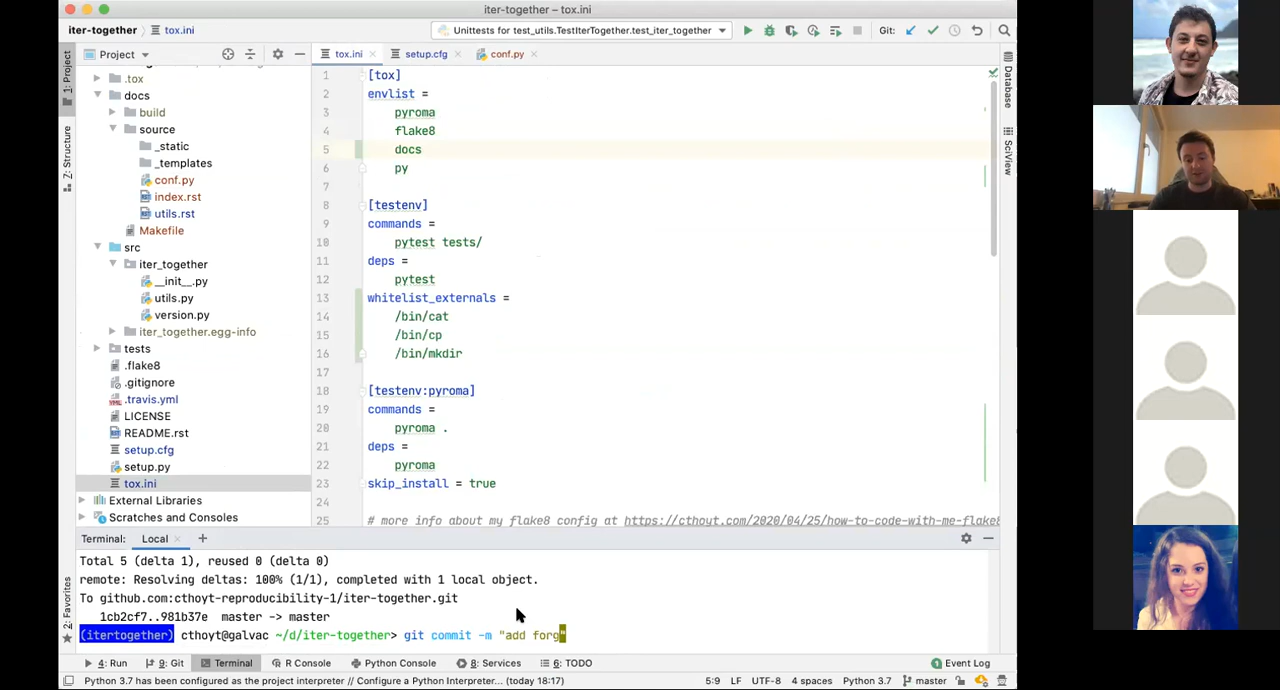 iter-together – tox.ini
iter-together
tox.ini
Unittests for test_utils.TestIterTogether.test_iter_together
Git:
Project
tox.ini
setup.cfg
conf.py
1: Project
Z: Structure
2: Favorites
Database
SciView
.tox
docs
build
source
_static
_templates
conf.py
index.rst
utils.rst
Makefile
src
iter_together
__init__.py
utils.py
version.py
iter_together.egg-info
tests
.flake8
.gitignore
.travis.yml
LICENSE
README.rst
setup.cfg
setup.py
tox.ini
External Libraries
Scratches and Consoles
1 [tox]
2 envlist =
3 pyroma
4 flake8
5 docs
6 py
7
8 [testenv]
9 commands =
10 pytest tests/
11 deps =
12 pytest
13 whitelist_externals =
14 /bin/cat
15 /bin/cp
16 /bin/mkdir
17
18 [testenv:pyroma]
19 commands =
20 pyroma .
21 deps =
22 pyroma
23 skip_install = true
24
25 # more info about my flake8 config at https://cthoyt.com/2020/04/25/how-to-code-with-me-flake8
Terminal: Local
Total 5 (delta 1), reused 0 (delta 0)
remote: Resolving deltas: 100% (1/1), completed with 1 local object.
To github.com:cthoyt-reproducibility-1/iter-together.git
1cb2cf7..981b37e master -> master
(itertogether) cthoyt@galvac ~/d/iter-together> git commit -m "add forg"
4: Run
9: Git
Terminal
R Console
Python Console
8: Services
6: TODO
Event Log
Python 3.7 has been configured as the project interpreter // Configure a Python Interpreter... (today 18:17)
5:9 LF UTF-8 4 spaces Python 3.7 master